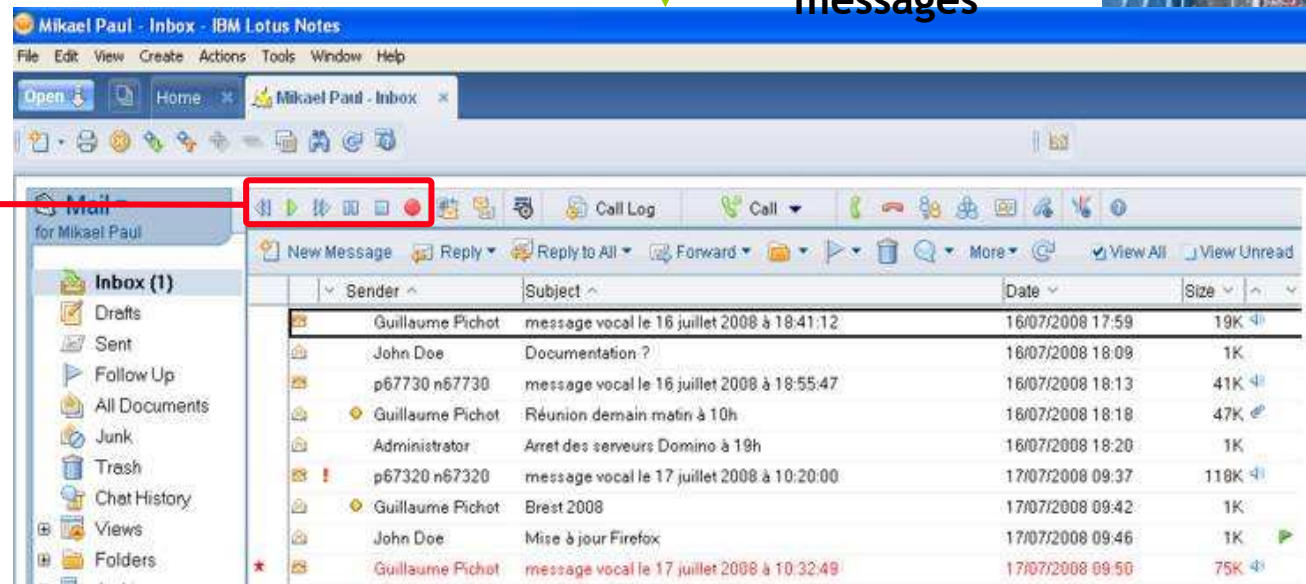 messages
Mikael Paul - Inbox - IBM Lotus Notes
File Edit View Create Actions Tools Window Help
Open Home Mikael Paul - Inbox
Mail
for Mikael Paul
Call Log Call
New Message Reply Reply to All Forward More View All View Unread
Inbox (1)
Drafts
Sent
Follow Up
All Documents
Junk
Trash
Chat History
Views
Folders
Sender Subject Date Size
Guillaume Pichot message vocal le 16 juillet 2008 à 18:41:12 16/07/2008 17:59 19K
John Doe Documentation ? 16/07/2008 18:09 1K
p67730 n67730 message vocal le 16 juillet 2008 à 18:55:47 16/07/2008 18:13 41K
Guillaume Pichot Réunion demain matin à 10h 16/07/2008 18:18 47K
Administrator Arret des serveurs Domino à 19h 16/07/2008 18:20 1K
! p67320 n67320 message vocal le 17 juillet 2008 à 10:20:00 17/07/2008 09:37 118K
Guillaume Pichot Brest 2008 17/07/2008 09:42 1K
John Doe Mise à jour Firefox 17/07/2008 09:46 1K
Guillaume Pichot message vocal le 17 juillet 2008 à 10:32:49 17/07/2008 09:50 75K